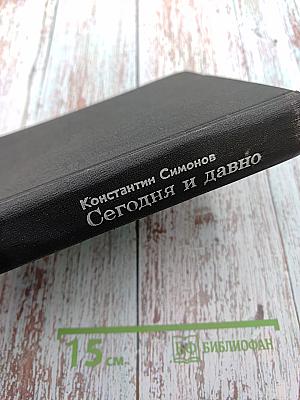 Константин Симонов
Сегодня и давно
15 см. БИБЛИОФАН